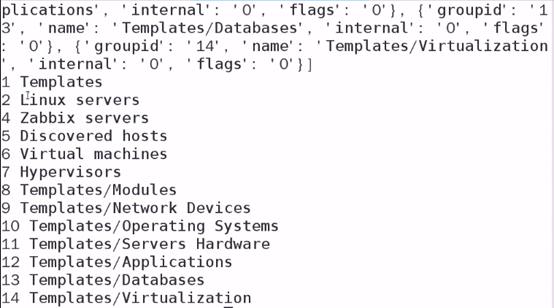 plications', 'internal': '0', 'flags': '0'}, {'groupid': '1
3', 'name': 'Templates/Databases', 'internal': '0', 'flags'
: '0'}, {'groupid': '14', 'name': 'Templates/Virtualization
', 'internal': '0', 'flags': '0'}]
1 Templates
2 Linux servers
4 Zabbix servers
5 Discovered hosts
6 Virtual machines
7 Hypervisors
8 Templates/Modules
9 Templates/Network Devices
10 Templates/Operating Systems
11 Templates/Servers Hardware
12 Templates/Applications
13 Templates/Databases
14 Templates/Virtualization